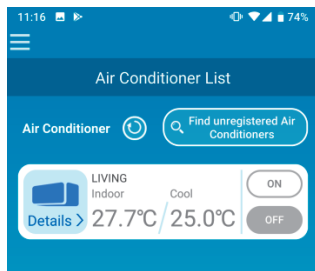 11:16 74%
Air Conditioner List
Air Conditioner
Find unregistered Air
Conditioners
LIVING
Indoor Cool
27.7℃ 25.0℃
Details >
ON
OFF